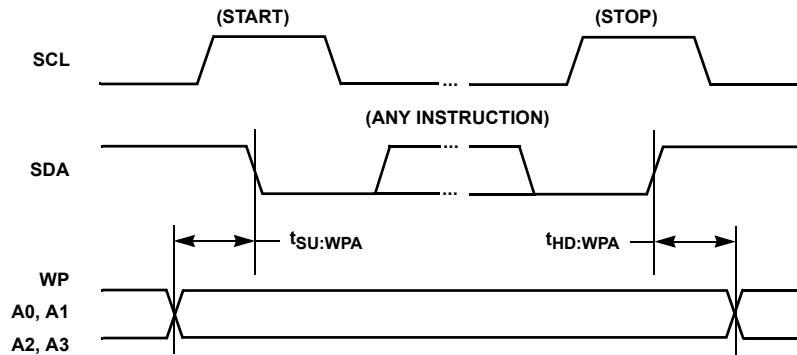 (START)
(STOP)
SCL
...
(ANY INSTRUCTION)
SDA
...
...
tSU:WPA
tHD:WPA
WP
A0, A1
A2, A3